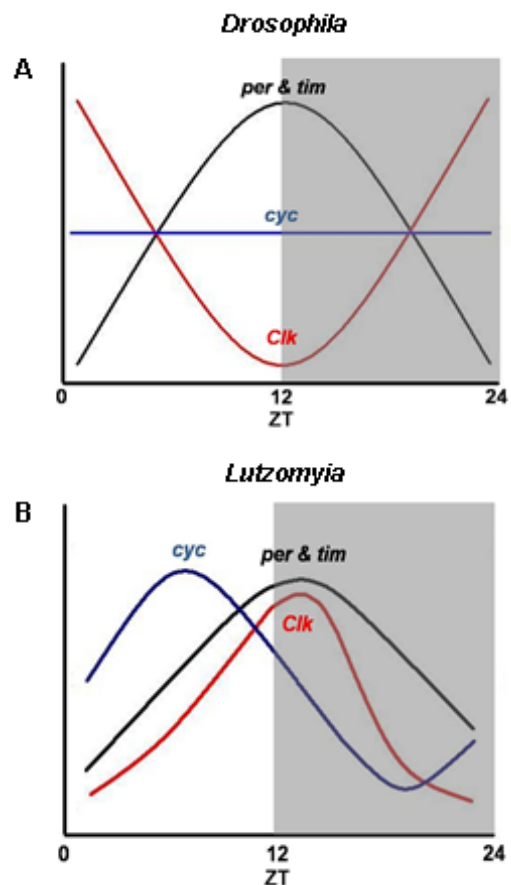 Drosophila
A
per & tim
cyc
Clk
0 12 24
ZT
Lutzomyia
B
cyc per & tim
Clk
0 12 24
ZT